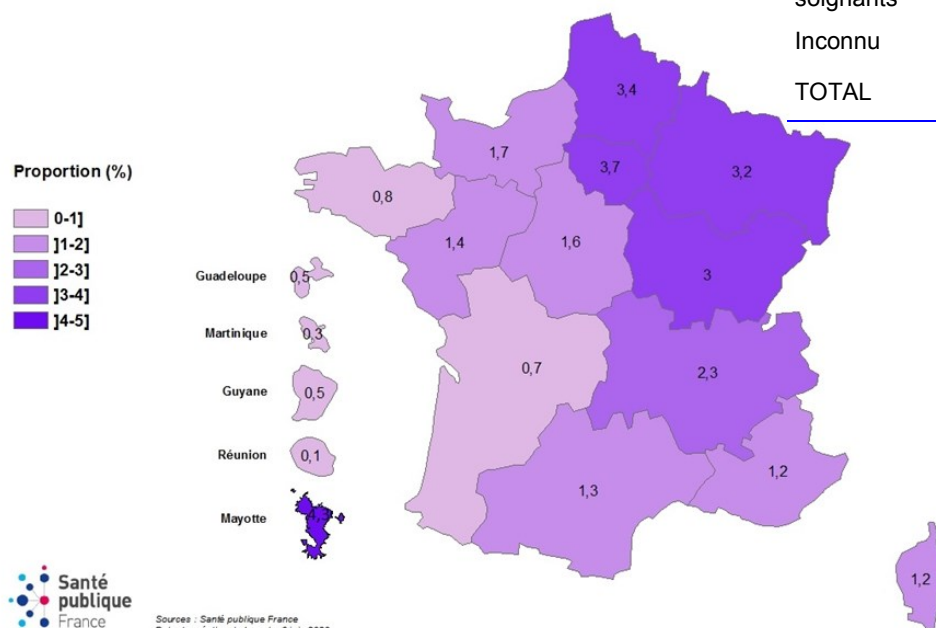 soignants
Inconnu
TOTAL
3,4
1,7
3,7
3,2
0,8
1,4
1,6
3
0,7
2,3
1,3
1,2
1,2
Proportion (%)
0-1]
]1-2]
]2-3]
]3-4]
]4-5]
Guadeloupe 0,5
Martinique 0,3
Guyane 0,5
Réunion 0,1
Mayotte
Santé
publique
France
Sources : Santé publique France